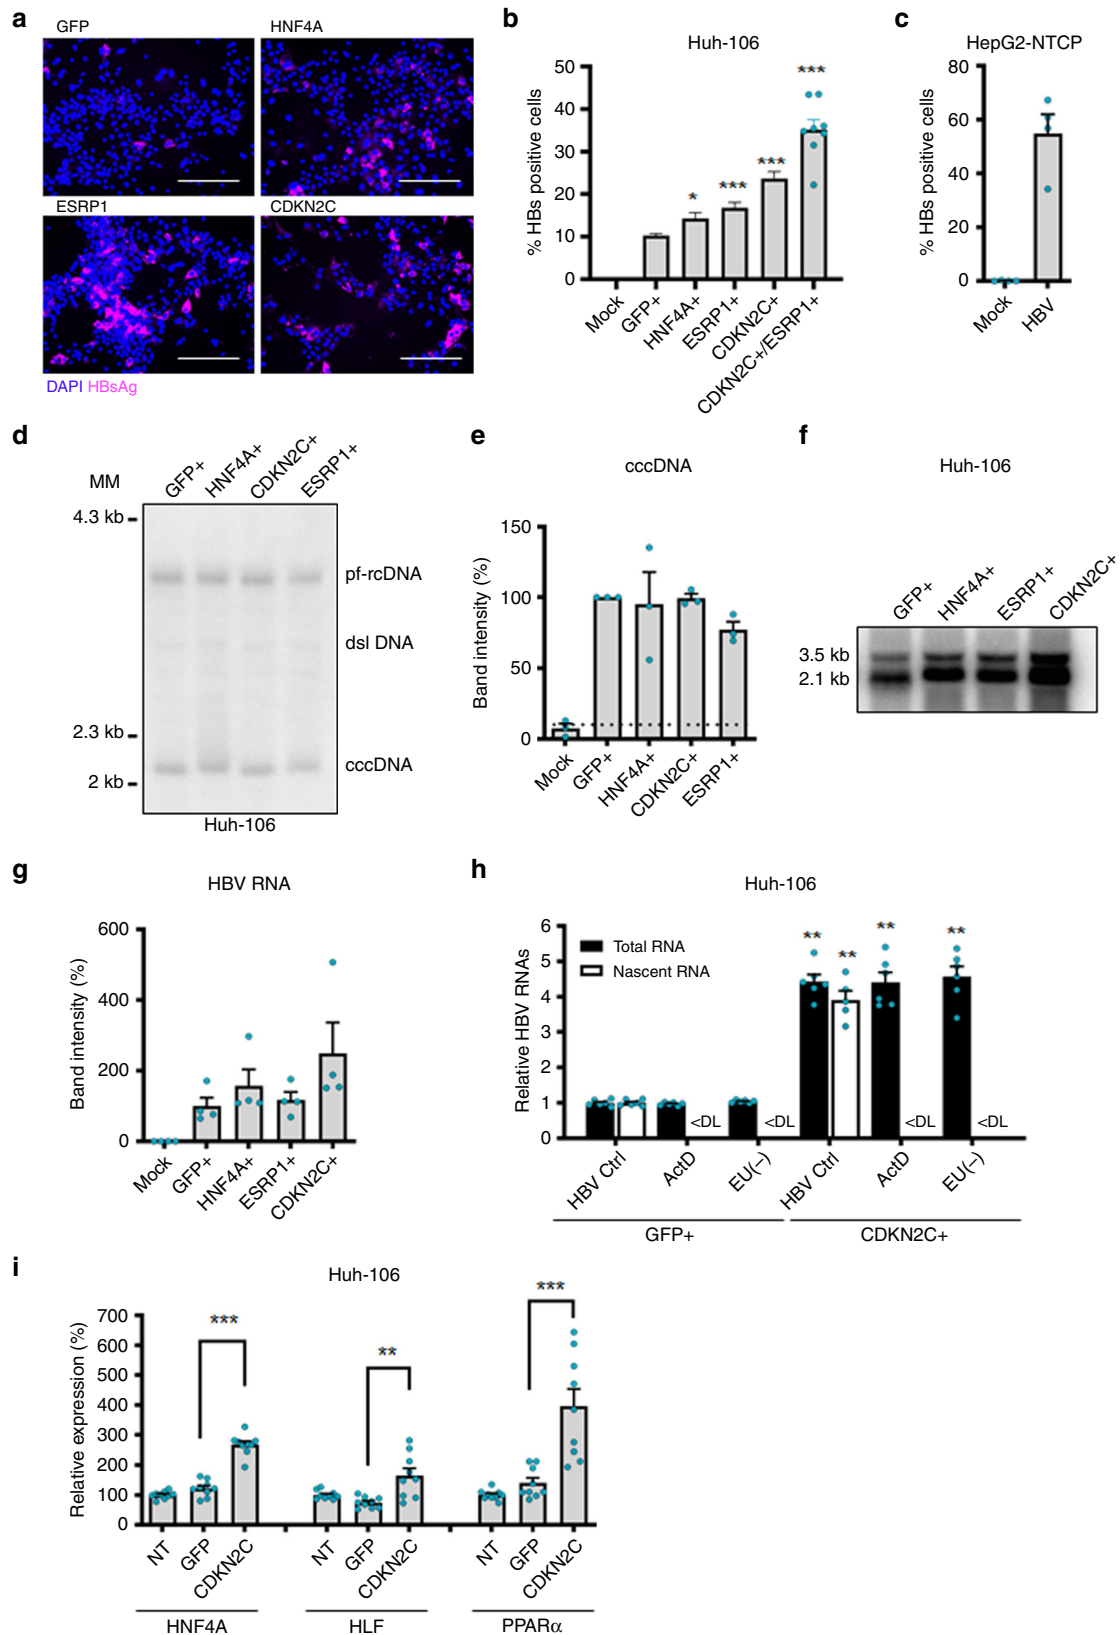 a
GFP
HNF4A
ESRP1
CDKN2C
DAPI HBsAg
b
Huh-106
% HBs positive cells
50
40
30
20
10
0
*
***
***
***
Mock
GFP+
HNF4A+
ESRP1+
CDKN2C+
CDKN2C+/ESRP1+
c
HepG2-NTCP
% HBs positive cells
80
60
40
20
0
Mock
HBV
d
MM
GFP+
HNF4A+
CDKN2C+
ESRP1+
4.3 kb
2.3 kb
2 kb
pf-rcDNA
dsl DNA
cccDNA
Huh-106
e
cccDNA
Band intensity (%)
150
100
50
0
Mock
GFP+
HNF4A+
CDKN2C+
ESRP1+
f
Huh-106
GFP+
HNF4A+
ESRP1+
CDKN2C+
3.5 kb
2.1 kb
g
HBV RNA
Band intensity (%)
600
400
200
0
Mock
GFP+
HNF4A+
ESRP1+
CDKN2C+
h
Huh-106
Relative HBV RNAs
6
5
4
3
2
1
0
Total RNA
Nascent RNA
<DL
<DL
**
**
**
<DL
**
<DL
HBV Ctrl
ActD
EU(−)
HBV Ctrl
ActD
EU(−)
GFP+
CDKN2C+
i
Huh-106
Relative expression (%)
700
600
500
400
300
200
100
0
***
**
***
NT
GFP
CDKN2C
NT
GFP
CDKN2C
NT
GFP
CDKN2C
HNF4A
HLF
PPARα